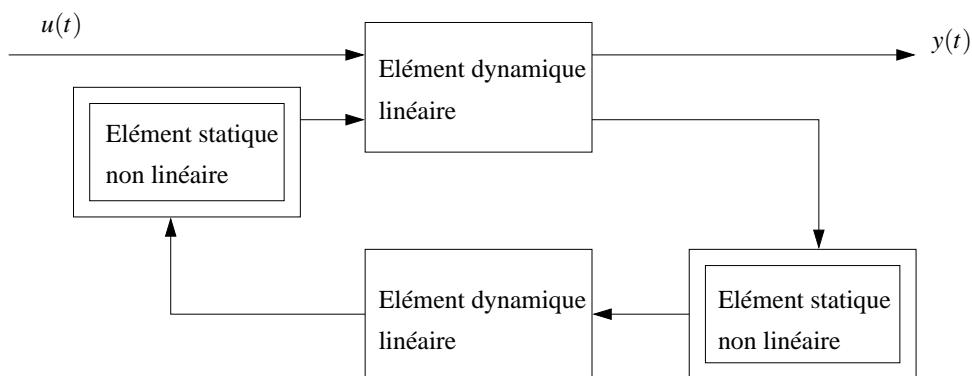 u(t)
y(t)
Elément dynamique
linéaire
Elément statique
non linéaire
Elément dynamique
linéaire
Elément statique
non linéaire